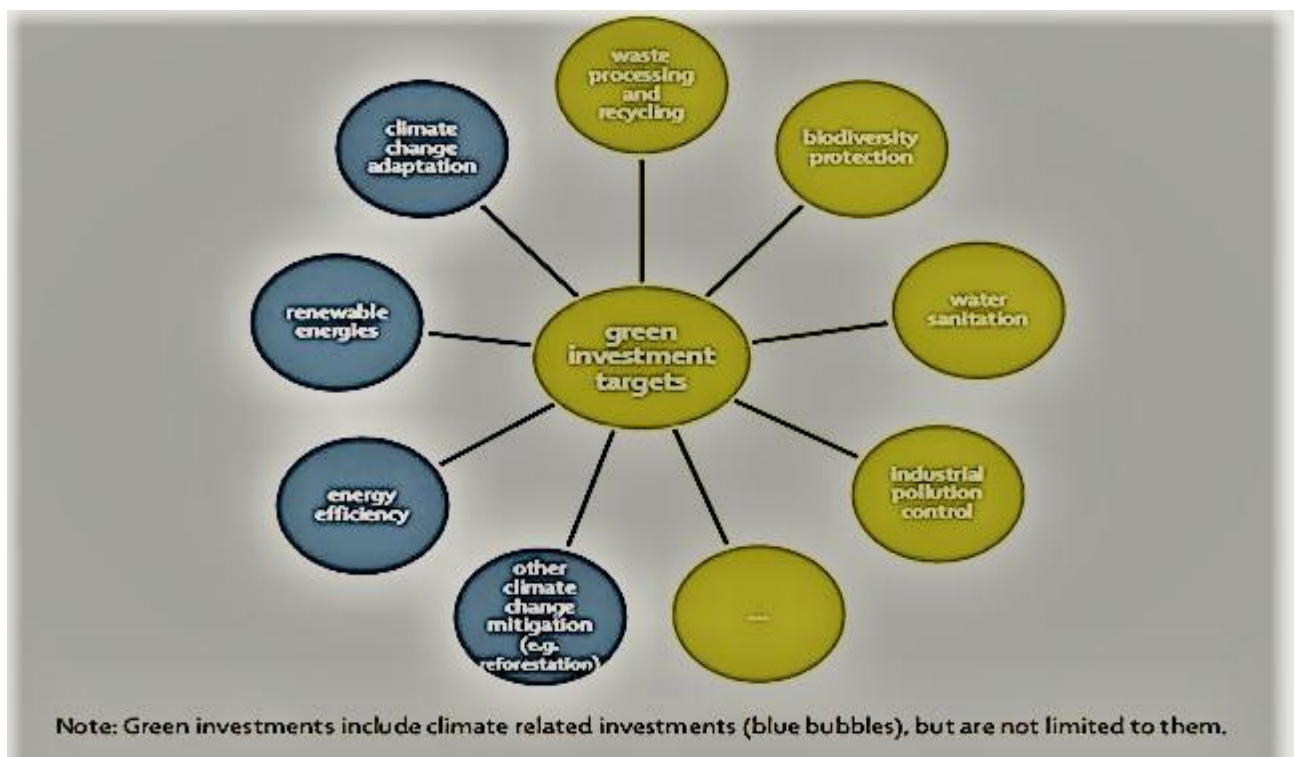 waste
processing
and
recycling
biodiversity
protection
water
sanitation
industrial
pollution
control
...
other
climate
change
mitigation
(e.g.
reforestation)
energy
efficiency
renewable
energies
climate
change
adaptation
green
investment
targets
Note: Green investments include climate related investments (blue bubbles), but are not limited to them.